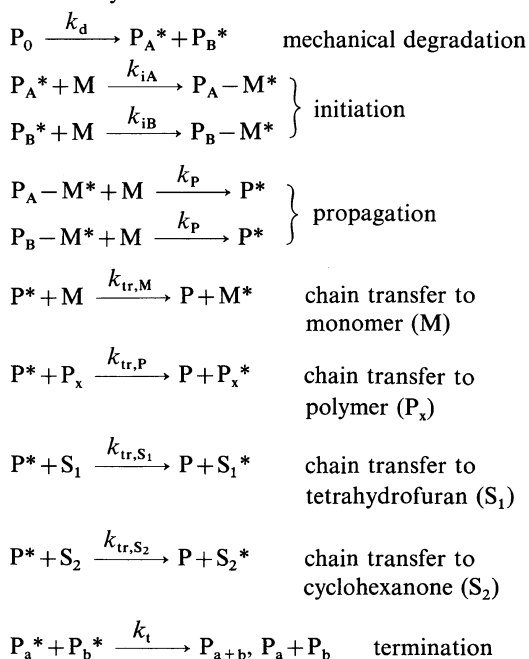 P₀ —k_d→ P_A* + P_B* mechanical degradation
P_A* + M —k_iA→ P_A–M*
P_B* + M —k_iB→ P_B–M*
} initiation
P_A–M* + M —k_P→ P*
P_B–M* + M —k_P→ P*
} propagation
P* + M —k_tr,M→ P + M* chain transfer to
monomer (M)
P* + P_x —k_tr,P→ P + P_x* chain transfer to
polymer (P_x)
P* + S₁ —k_tr,S₁→ P + S₁* chain transfer to
tetrahydrofuran (S₁)
P* + S₂ —k_tr,S₂→ P + S₂* chain transfer to
cyclohexanone (S₂)
P_a* + P_b* —k_t→ P_a+b, P_a + P_b termination